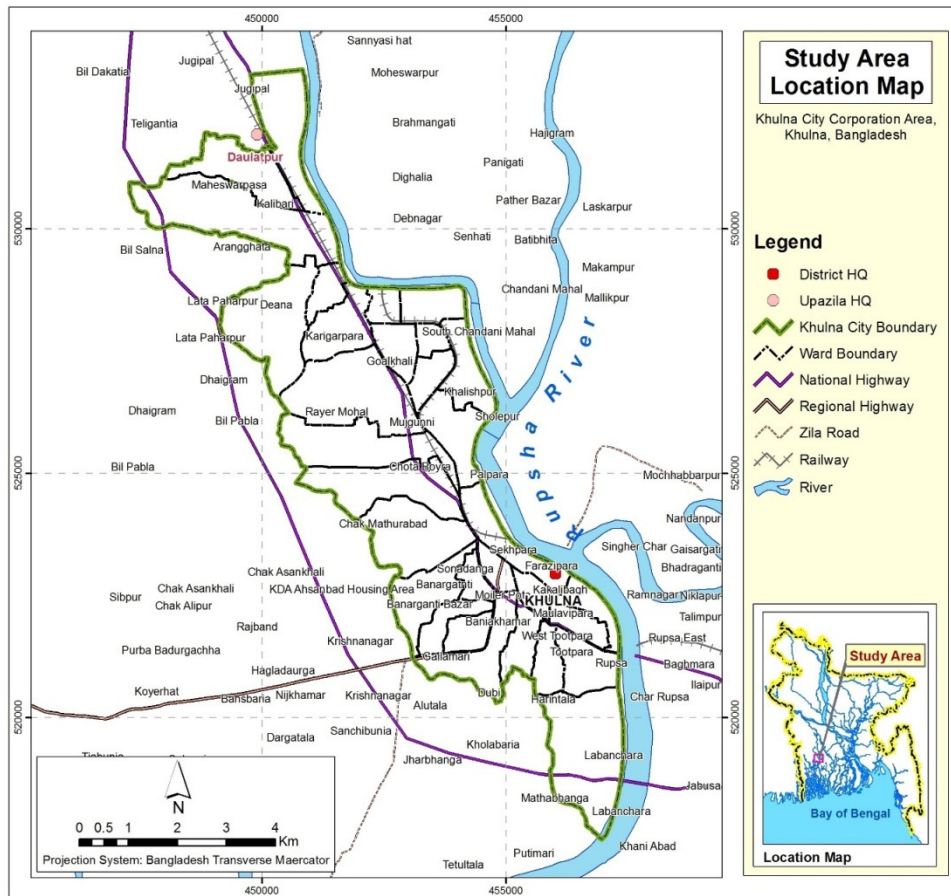 450000
455000
Sannyasi hat
Bil Dakatia
Jugipal
Moheswarpur
Jugipal
Teligantia
Brahmangati
Hajigram
Daulatpur
Panigati
Maheswarpasa
Dighalia
Kalibari
Pather Bazar
Laskarpur
Debnagar
530000
530000
Senhati
Batibhita
Bil Salna
Arangghata
Makampur
Chandani Mahal
Mallikpur
Lata Paharpur
Deana
Lata Paharpur
Karigarpara
South Chandani Mahal
Goalkhali
Rupsha River
Dhaigram
Khalishpur
Dhaigram
Rayer Mohal
Sholepur
Bil Pabla
Mujgunni
Bil Pabla
Chota Boyra
Palpara
525000
525000
Mochhabbarpur
Chak Mathurabad
Nandanpur
Sekhpara
Singher Char
Gaisargati
Farazipara
Bhadraganti
Chak Asankhali
Sonadanga
Chak Asankhali
KDA Ahsanbad Housing Area
Banargati
Kakalibagh
Sibpur
Moiler Pot
KHULNA
Ramnagar
Niklapur
Chak Alipur
Banarganti Bazar
Maulavipara
Talimpur
Rajband
Baniakhamar
Krishnanagar
West Tootpara
Rupsa East
Purba Badurgachha
Tootpara
Hagladaurga
Gallamari
Rupsa
Baghmara
Koyerhat
Nijkhamar
Krishnanagar
Dubi
Ilaipur
Bansbaria
Alutala
Harintala
Char Rupsa
520000
520000
Dargatala
Sanchibunia
Kholabaria
Jharbhanga
Labanchara
Jabusa
Mathabhanga
Labanchara
Putimari
Khani Abad
Tetultala
N
0 0.5 1 2 3 4
Km
Projection System: Bangladesh Transverse Maercator
450000
455000
Study Area
Location Map
Khulna City Corporation Area,
Khulna, Bangladesh
Legend
District HQ
Upazila HQ
Khulna City Boundary
Ward Boundary
National Highway
Regional Highway
Zila Road
Railway
River
Study Area
Bay of Bengal
Location Map